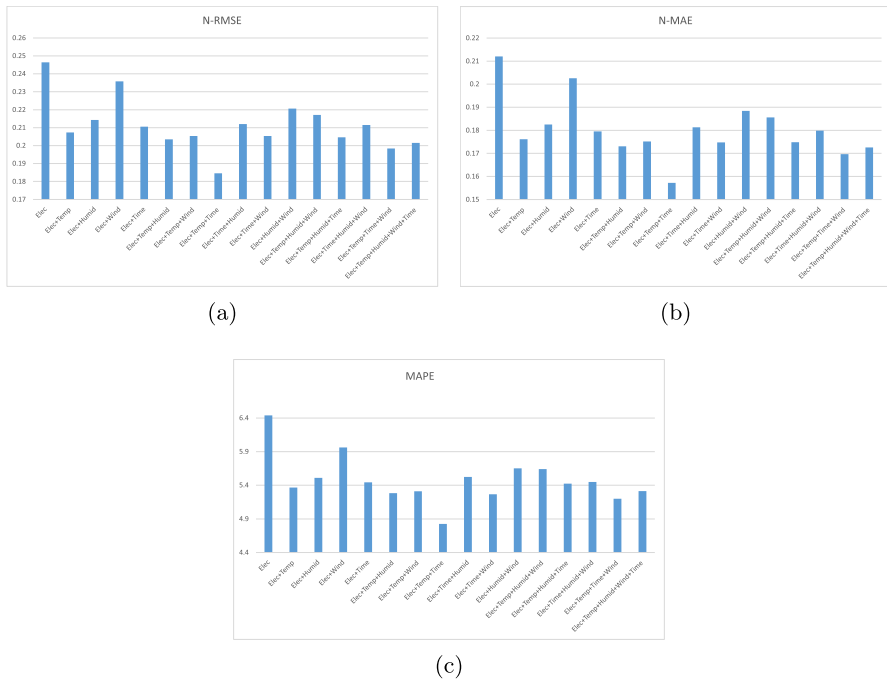 N-RMSE
0.26
0.25
0.24
0.23
0.22
0.21
0.2
0.19
0.18
0.17
Elec
Elec+Temp
Elec+Humid
Elec+Wind
Elec+Time
Elec+Temp+Humid
Elec+Temp+Wind
Elec+Temp+Time
Elec+Time+Humid
Elec+Time+Wind
Elec+Humid+Wind
Elec+Temp+Humid+Wind
Elec+Temp+Humid+Time
Elec+Time+Humid+Wind
Elec+Temp+Time+Wind
Elec+Temp+Humid+Wind+Time
(a)
N-MAE
0.22
0.21
0.2
0.19
0.18
0.17
0.16
0.15
Elec
Elec+Temp
Elec+Humid
Elec+Wind
Elec+Time
Elec+Temp+Humid
Elec+Temp+Wind
Elec+Temp+Time
Elec+Time+Humid
Elec+Time+Wind
Elec+Humid+Wind
Elec+Temp+Humid+Wind
Elec+Temp+Humid+Time
Elec+Time+Humid+Wind
Elec+Temp+Time+Wind
Elec+Temp+Humid+Wind+Time
(b)
MAPE
6.4
5.9
5.4
4.9
4.4
Elec
Elec+Temp
Elec+Humid
Elec+Wind
Elec+Time
Elec+Temp+Humid
Elec+Temp+Wind
Elec+Temp+Time
Elec+Time+Humid
Elec+Time+Wind
Elec+Humid+Wind
Elec+Temp+Humid+Wind
Elec+Temp+Humid+Time
Elec+Time+Humid+Wind
Elec+Temp+Time+Wind
Elec+Temp+Humid+Wind+Time
(c)